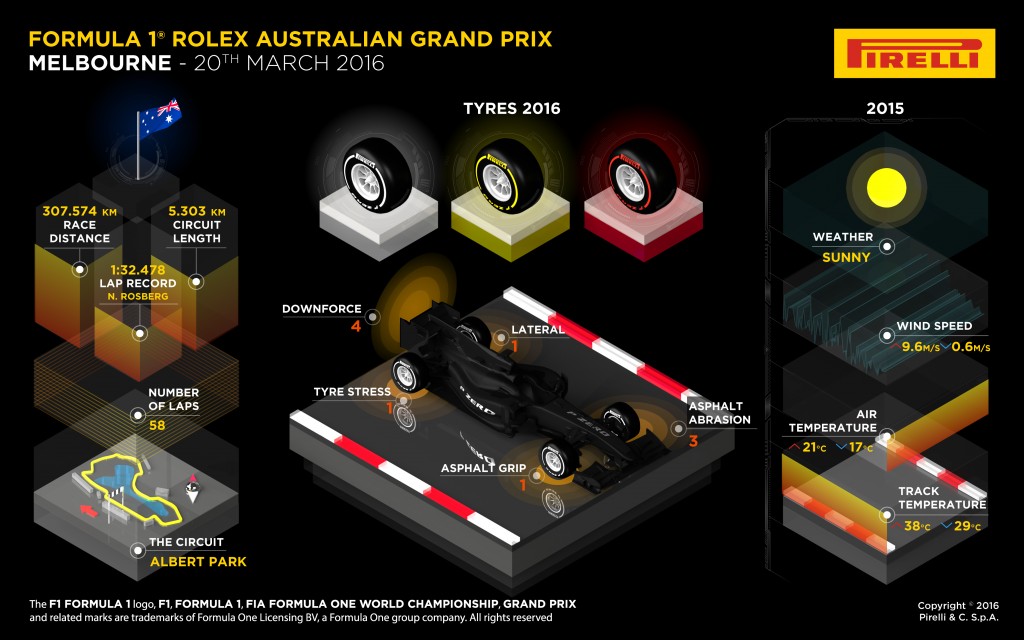 FORMULA 1® ROLEX AUSTRALIAN GRAND PRIX
MELBOURNE - 20TH MARCH 2016
PIRELLI
307.574 KM
RACE
DISTANCE
5.303 KM
CIRCUIT
LENGTH
1:32.478
LAP RECORD
N. ROSBERG
NUMBER
OF LAPS
58
THE CIRCUIT
ALBERT PARK
TYRES 2016
DOWNFORCE
4
LATERAL
1
TYRE STRESS
1
ASPHALT
ABRASION
3
ASPHALT GRIP
1
P ZERO
P ZERO
2015
WEATHER
SUNNY
WIND SPEED
9.6M/S 0.6M/S
AIR
TEMPERATURE
21°C 17°C
TRACK
TEMPERATURE
38°C 29°C
The F1 FORMULA 1 logo, F1, FORMULA 1, FIA FORMULA ONE WORLD CHAMPIONSHIP, GRAND PRIX
and related marks are trademarks of Formula One Licensing BV, a Formula One group company. All rights reserved
Copyright © 2016
Pirelli & C. S.p.A.